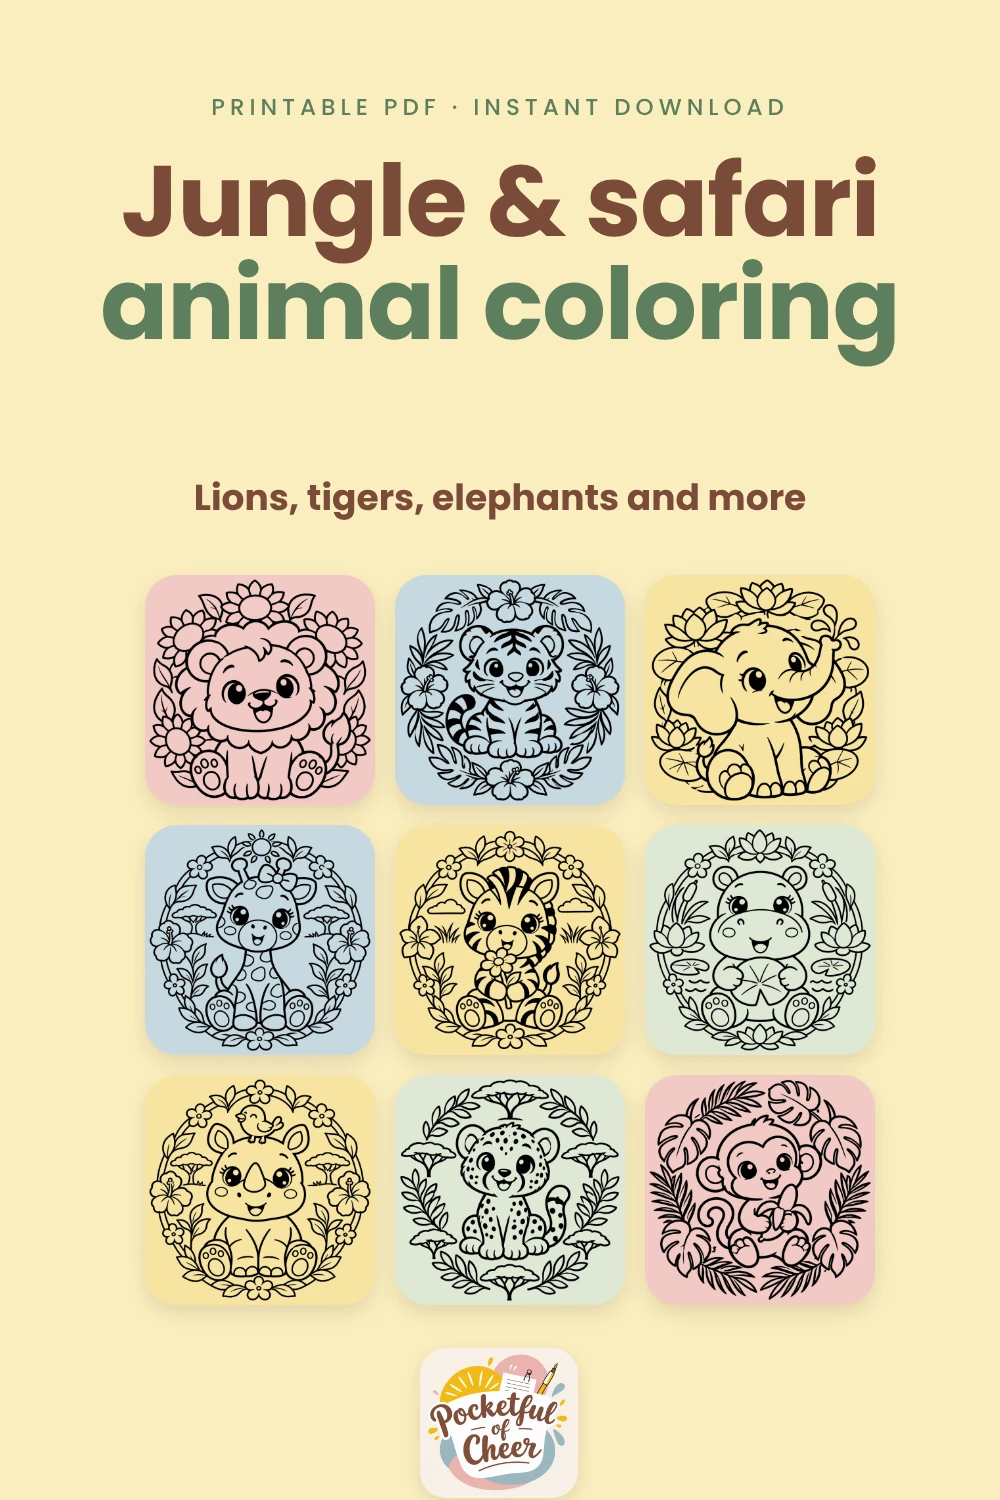 PRINTABLE PDF · INSTANT DOWNLOAD
Jungle & safari
animal coloring
Lions, tigers, elephants and more
Pocketful
of
Cheer